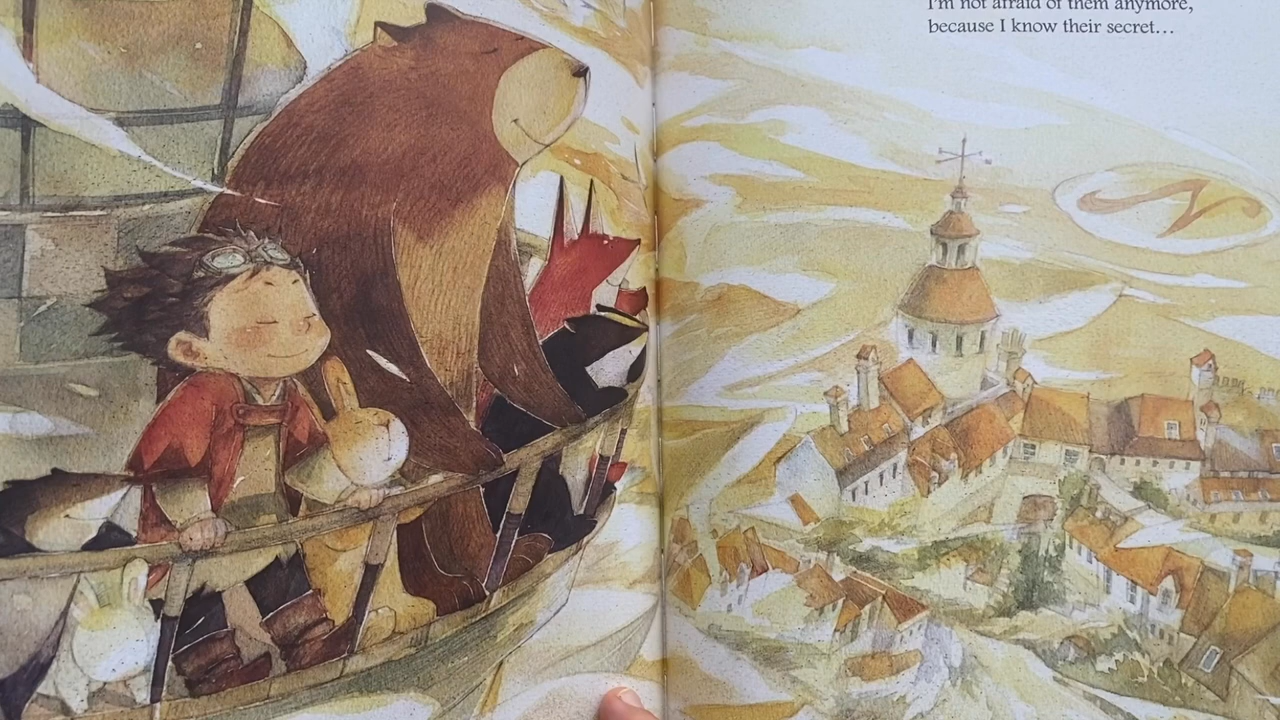 I'm not afraid of them anymore,
because I know their secret…